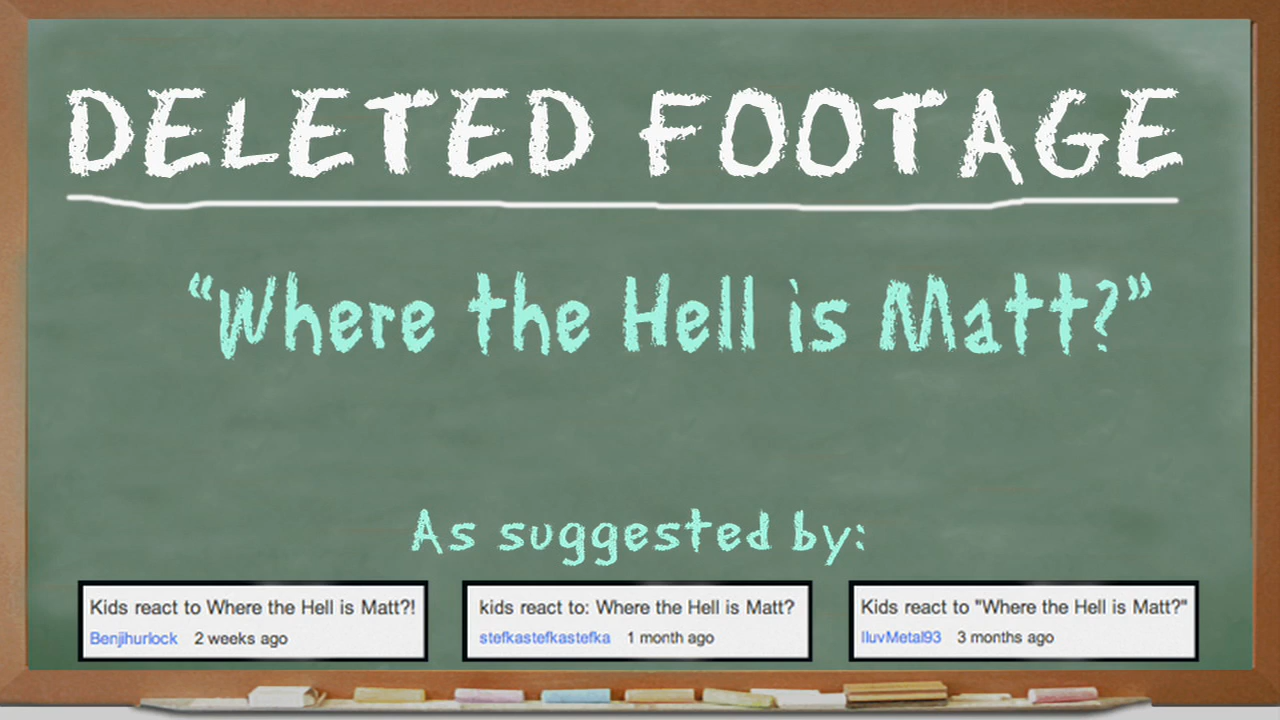 DELETED FOOTAGE
“Where the Hell is Matt?”
As suggested by:
Kids react to Where the Hell is Matt?!
Benjihurlock 2 weeks ago
kids react to: Where the Hell is Matt?
stefkastefkastefka 1 month ago
Kids react to "Where the Hell is Matt?"
IluvMetal93 3 months ago